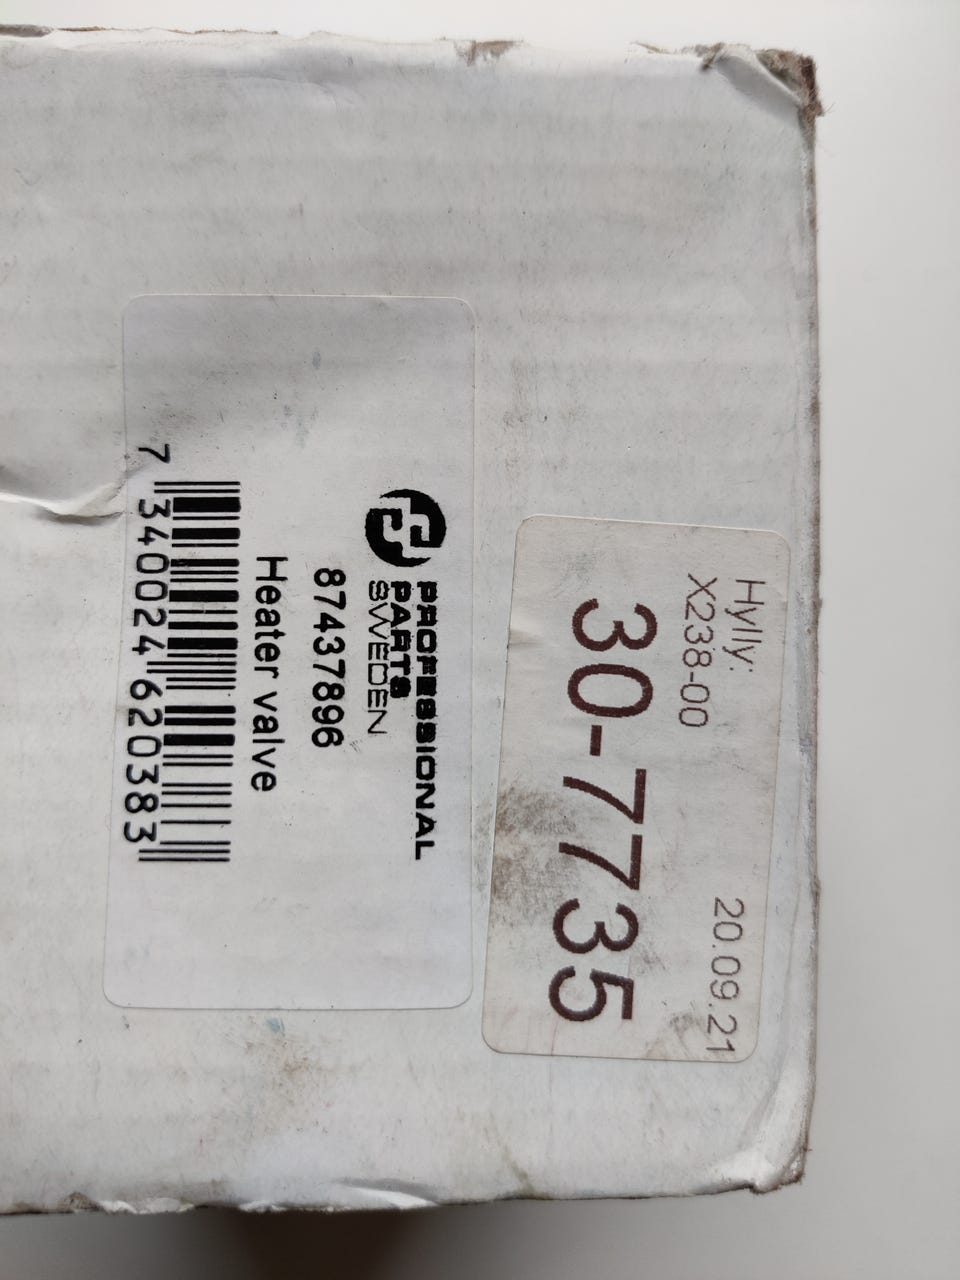 Hylly:
X238-00
20.09.21
30-7735
PROFESSIONAL
PARTS
SWEDEN
87437896
Heater valve
7 340024 620383